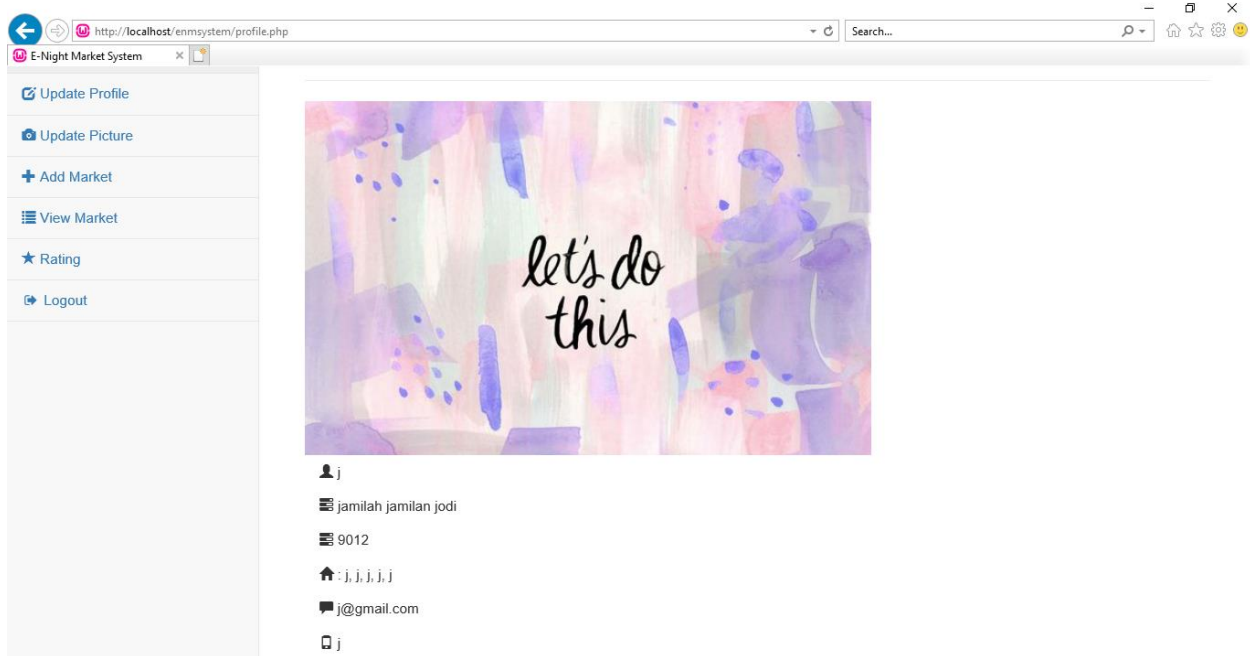 http://localhost/enmsystem/profile.php
Search...
E-Night Market System
Update Profile
Update Picture
Add Market
View Market
Rating
Logout
let's do
this
j
jamilah jamilan jodi
9012
: j, j, j, j, j
j@gmail.com
j